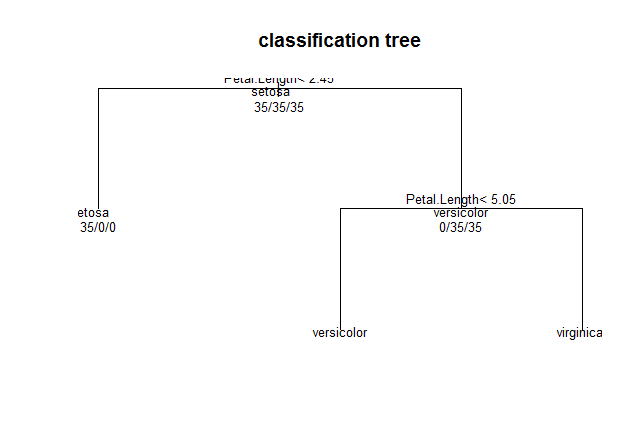 classification tree
Petal.Length< 2.45
setosa
35/35/35
etosa
35/0/0
Petal.Length< 5.05
versicolor
0/35/35
versicolor
virginica